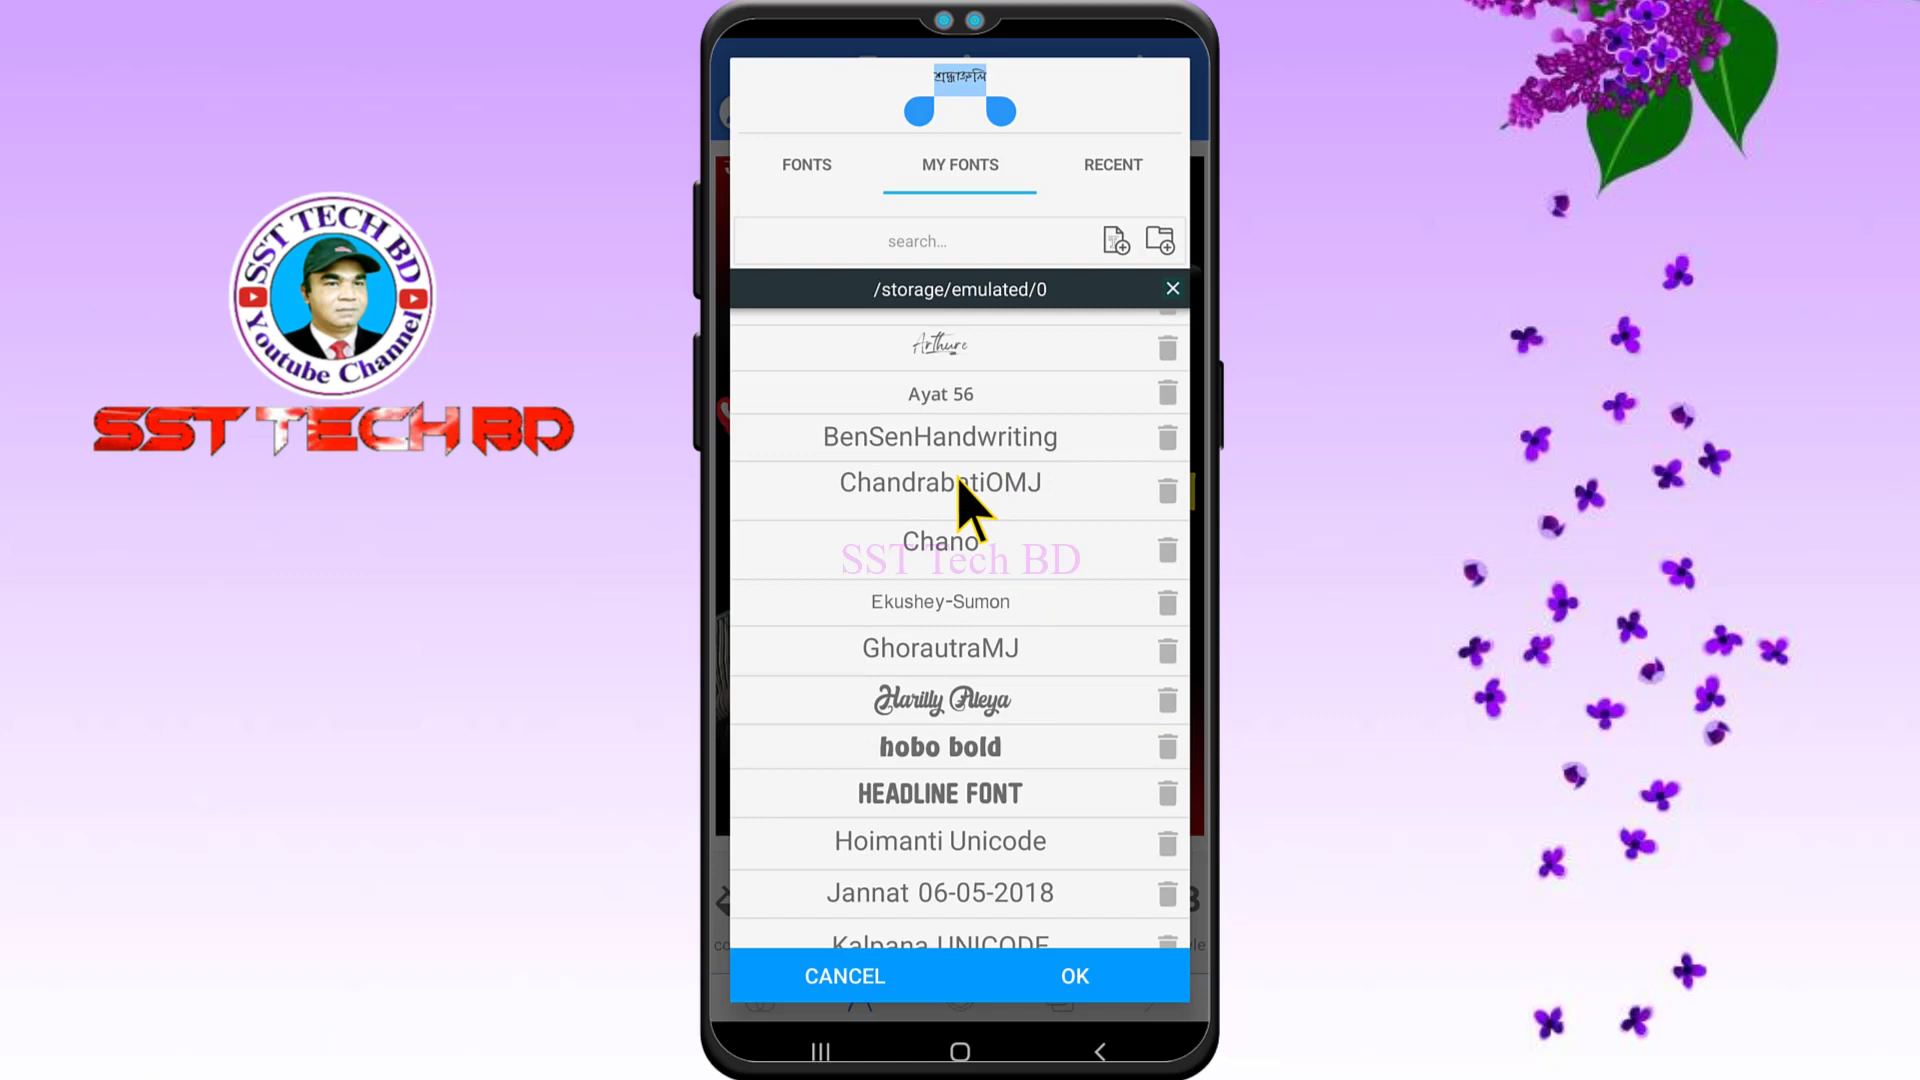 শ্রদ্ধাঞ্জলি
FONTS
MY FONTS
RECENT
search...
/storage/emulated/0
Arthure
Ayat 56
BenSenHandwriting
ChandrabatiOMJ
Chano
SST Tech BD
Ekushey-Sumon
GhorautraMJ
Harilly Aleya
hobo bold
HEADLINE FONT
Hoimanti Unicode
Jannat 06-05-2018
Kalpana UNICODE
CANCEL
OK
SST TECH BD
Youtube Channel
SST TECH BD